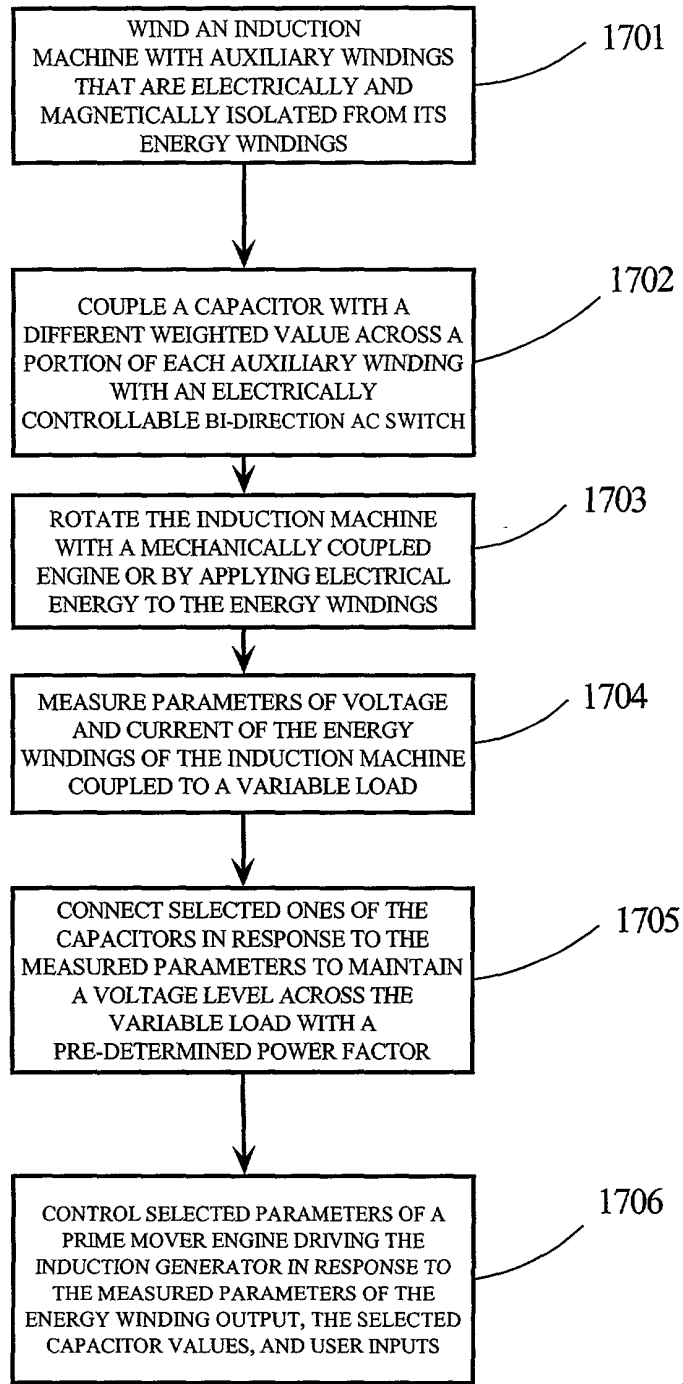 WIND AN INDUCTION
MACHINE WITH AUXILIARY WINDINGS
THAT ARE ELECTRICALLY AND
MAGNETICALLY ISOLATED FROM ITS
ENERGY WINDINGS
1701
COUPLE A CAPACITOR WITH A
DIFFERENT WEIGHTED VALUE ACROSS A
PORTION OF EACH AUXILIARY WINDING
WITH AN ELECTRICALLY
CONTROLLABLE BI-DIRECTION AC SWITCH
1702
ROTATE THE INDUCTION MACHINE
WITH A MECHANICALLY COUPLED
ENGINE OR BY APPLYING ELECTRICAL
ENERGY TO THE ENERGY WINDINGS
1703
MEASURE PARAMETERS OF VOLTAGE
AND CURRENT OF THE ENERGY
WINDINGS OF THE INDUCTION MACHINE
COUPLED TO A VARIABLE LOAD
1704
CONNECT SELECTED ONES OF THE
CAPACITORS IN RESPONSE TO THE
MEASURED PARAMETERS TO MAINTAIN
A VOLTAGE LEVEL ACROSS THE
VARIABLE LOAD WITH A
PRE-DETERMINED POWER FACTOR
1705
CONTROL SELECTED PARAMETERS OF A
PRIME MOVER ENGINE DRIVING THE
INDUCTION GENERATOR IN RESPONSE TO
THE MEASURED PARAMETERS OF THE
ENERGY WINDING OUTPUT, THE SELECTED
CAPACITOR VALUES, AND USER INPUTS
1706